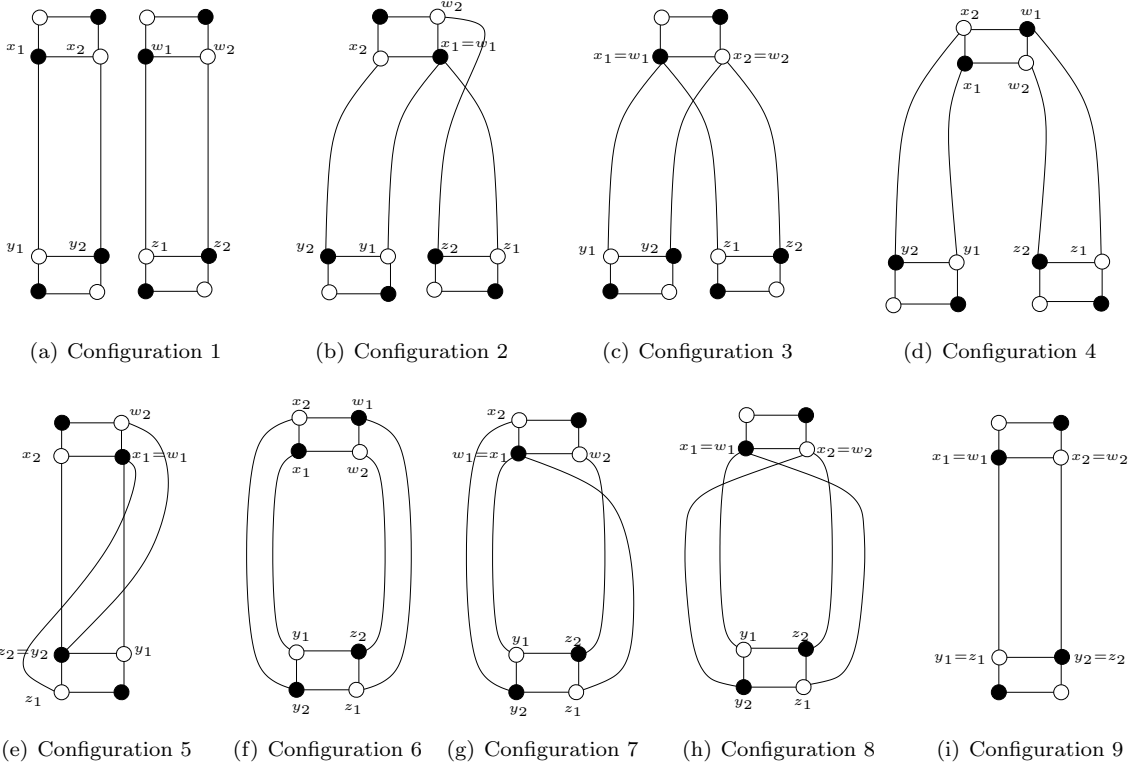 x₁ x₂ w₁ w₂
y₁ y₂ z₁ z₂
(a) Configuration 1
w₂
x₂ x₁=w₁
y₂ y₁ z₂ z₁
(b) Configuration 2
x₁=w₁ x₂=w₂
y₁ y₂ z₁ z₂
(c) Configuration 3
x₂ w₁
x₁ w₂
y₂ y₁ z₂ z₁
(d) Configuration 4
w₂
x₂ x₁=w₁
z₂=y₂ y₁
z₁
(e) Configuration 5
x₂ w₁
x₁ w₂
y₁ z₂
y₂ z₁
(f) Configuration 6
x₂
w₁=x₁ w₂
y₁ z₂
y₂ z₁
(g) Configuration 7
x₁=w₁ x₂=w₂
y₁ z₂
y₂ z₁
(h) Configuration 8
x₁=w₁ x₂=w₂
y₁=z₁ y₂=z₂
(i) Configuration 9